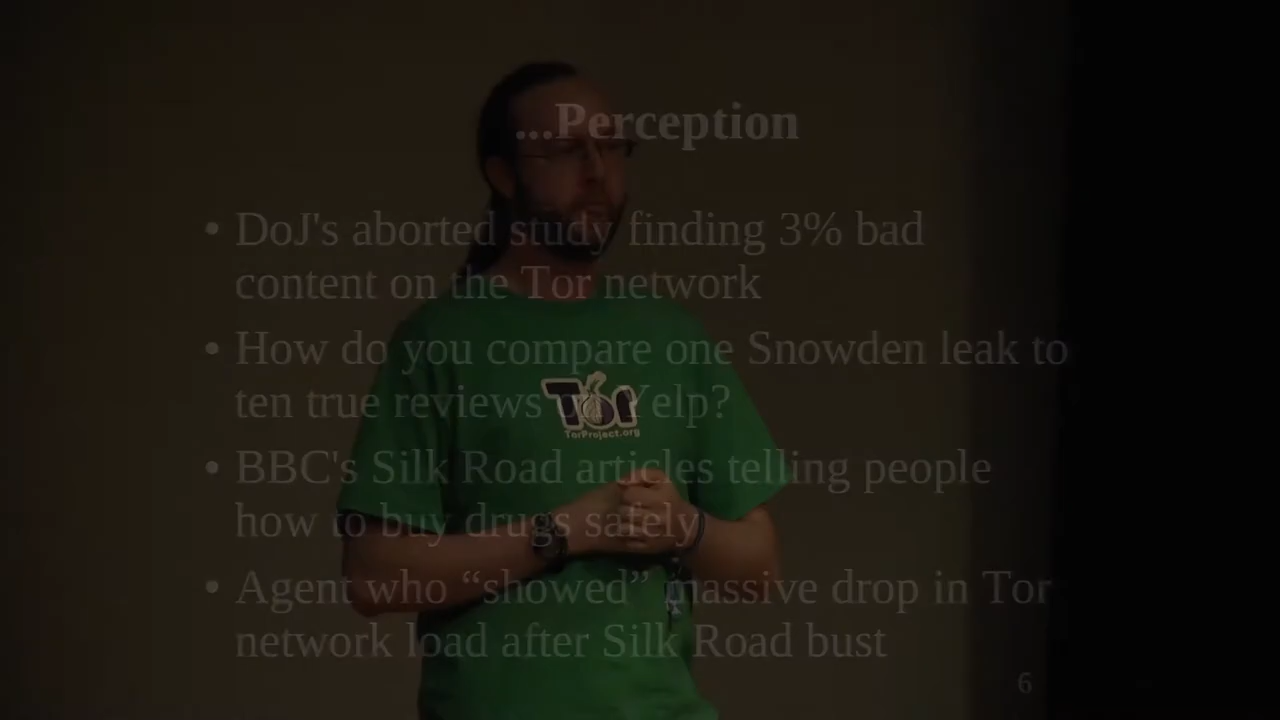 ...Perception
• DoJ's aborted study finding 3% bad
content on the Tor network
• How do you compare one Snowden leak to
ten true reviews on Yelp?
• BBC's Silk Road articles telling people
how to buy drugs safely
• Agent who “showed” massive drop in Tor
network load after Silk Road bust
6
Tor
TorProject.org